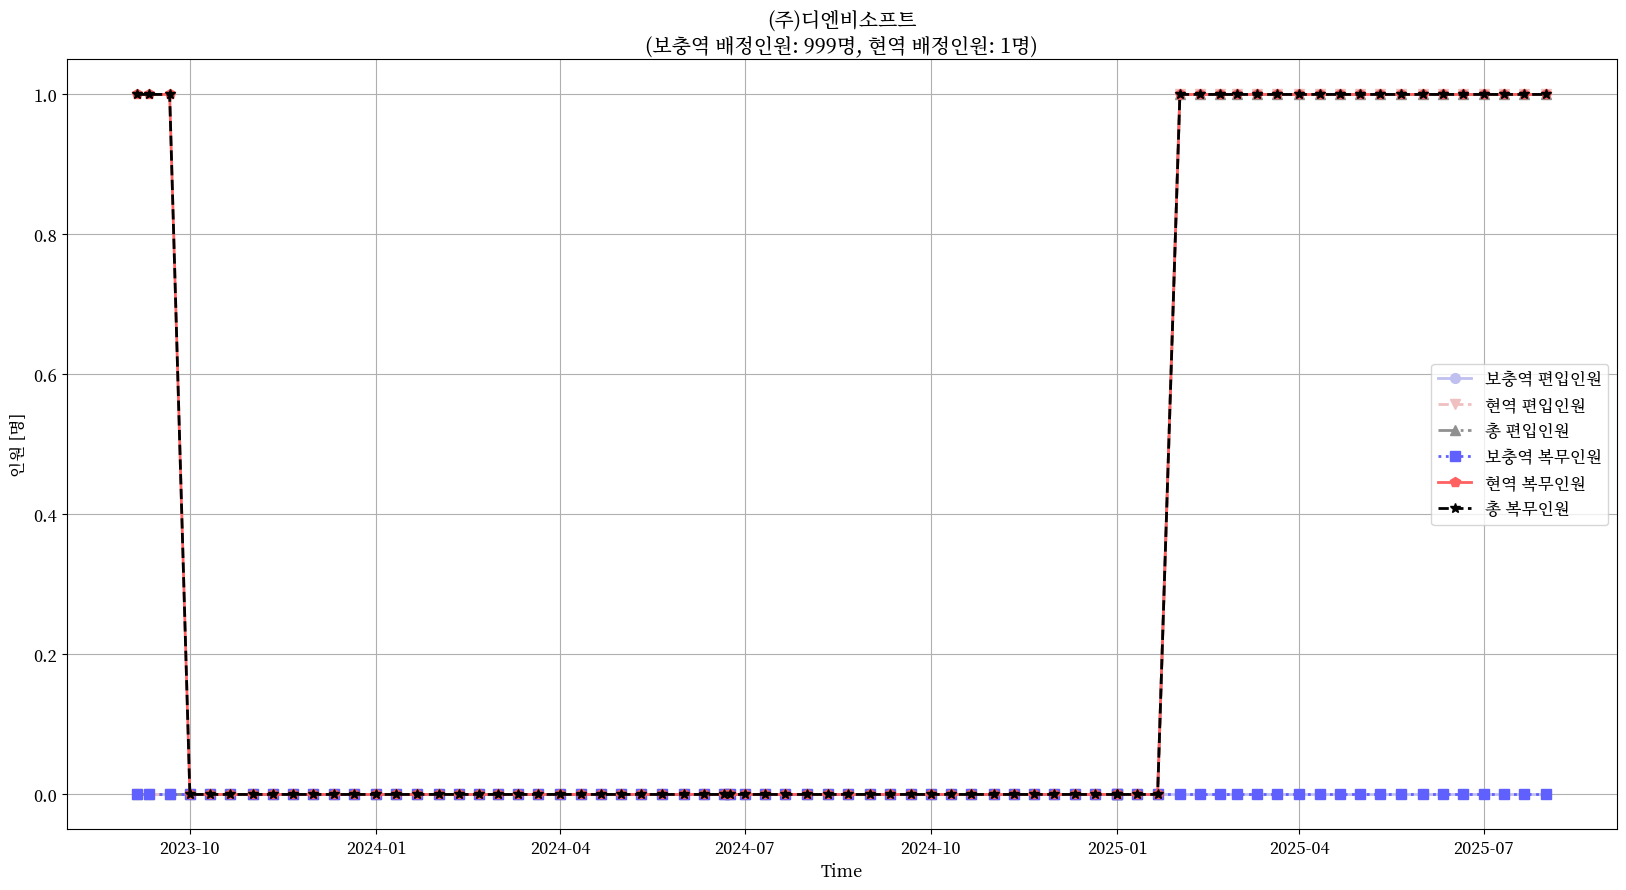 (주)디엔비소프트
(보충역 배정인원: 999명, 현역 배정인원: 1명)
1.0
0.8
0.6
0.4
0.2
0.0
인원 [명]
보충역 편입인원
현역 편입인원
총 편입인원
보충역 복무인원
현역 복무인원
총 복무인원
2023-10
2024-01
2024-04
2024-07
2024-10
2025-01
2025-04
2025-07
Time